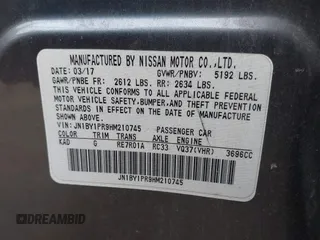 MANUFACTURED BY NISSAN MOTOR CO.,LTD.
DATE: 03/17 GVWR/PNBV: 5192 LBS.
GAWR/PNBE FR: 2612 LBS. RR: 2634 LBS.
THIS VEHICLE CONFORMS TO ALL APPLICABLE FEDERAL
MOTOR VEHICLE SAFETY,BUMPER,AND THEFT PREVENTION
STANDARDS IN EFFECT ON THE DATE OF MANUFACTURE
SHOWN ABOVE.
VIN: JN1BY1PR9HM210745 PASSENGER CAR
COLOR TRIM TRANS AXLE ENGINE
KAD G RE7R01A RC33 VQ37(VHR) 3696CC
JN1BY1PR9HM210745
DREAMBID